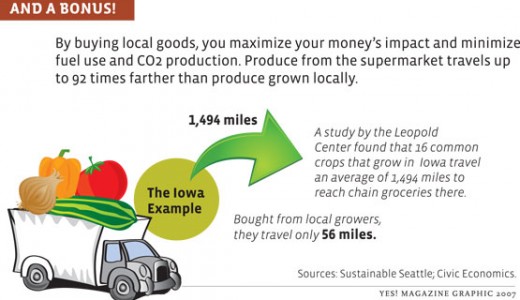 AND A BONUS!
By buying local goods, you maximize your money's impact and minimize
fuel use and CO2 production. Produce from the supermarket travels up
to 92 times farther than produce grown locally.
1,494 miles
A study by the Leopold
Center found that 16 common
crops that grow in Iowa travel
an average of 1,494 miles to
reach chain groceries there.
The Iowa
Example
Bought from local growers,
they travel only 56 miles.
Sources: Sustainable Seattle; Civic Economics.
YES! MAGAZINE GRAPHIC 2007